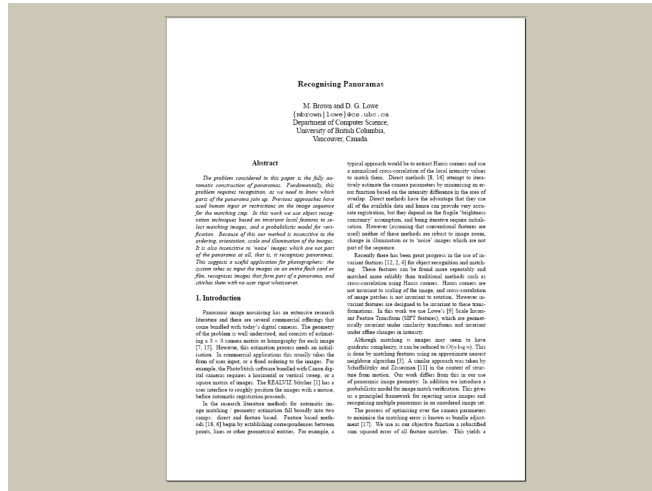 Recognising Panoramas
M. Brown and D. G. Lowe
{mbrown|lowe}@cs.ubc.ca
Department of Computer Science,
University of British Columbia,
Vancouver, Canada.
Abstract
The problem considered in this paper is the fully au-
tomatic construction of panoramas. Fundamentally, this
problem requires recognition, as we need to know which
parts of the panorama join up. Previous approaches have
used human input or restrictions on the image sequence
for the matching step. In this work we use object recog-
nition techniques based on invariant local features to se-
lect matching images, and a probabilistic model for veri-
fication. Because of this our method is insensitive to the
ordering, orientation, scale and illumination of the images.
It is also insensitive to 'noise' images which are not part
of the panorama at all, that is, it recognises panoramas.
This suggests a useful application for photographers: the
system takes as input the images on an entire flash card or
film, recognises images that form part of a panorama, and
stitches them with no user input whatsoever.
1. Introduction
Panoramic image mosaicing has an extensive research
literature and there are several commercial offerings that
come bundled with today's digital cameras. The geometry
of the problem is well understood, and consists of estimat-
ing a 3 × 3 camera matrix or homography for each image
[7, 15]. However, this estimation process needs an initial-
isation. In commercial applications this usually takes the
form of user input, or a fixed ordering to the images. For
example, the PhotoStitch software bundled with Canon dig-
ital cameras requires a horizontal or vertical sweep, or a
square matrix of images. The REALVIZ Stitcher [1] has a
user interface to roughly position the images with a mouse,
before automatic registration proceeds.
In the research literature methods for automatic im-
age matching / geometry estimation fall broadly into two
camps: direct and feature based. Feature based meth-
ods [16, 6] begin by establishing correspondences between
points, lines or other geometrical entities. For example, a
typical approach would be to extract Harris corners and use
a normalised cross-correlation of the local intensity values
to match them. Direct methods [8, 14] attempt to itera-
tively estimate the camera parameters by minimising an er-
ror function based on the intensity difference in the area of
overlap. Direct methods have the advantage that they use
all of the available data and hence can provide very accu-
rate registration, but they depend on the fragile 'brightness
constancy' assumption, and being iterative require initiali-
sation. However (assuming that conventional features are
used) neither of these methods are robust to image zoom,
change in illumination or to 'noise' images which are not
part of the sequence.
Recently there has been great progress in the use of in-
variant features [12, 2, 4] for object recognition and match-
ing. These features can be found more repeatably and
matched more reliably than traditional methods such as
cross-correlation using Harris corners. Harris corners are
not invariant to scaling of the image, and cross-correlation
of image patches is not invariant to rotation. However in-
variant features are designed to be invariant to these trans-
formations. In this work we use Lowe's [9] Scale Invari-
ant Feature Transform (SIFT features), which are geomet-
rically invariant under similarity transforms and invariant
under affine changes in intensity.
Although matching n images may seem to have
quadratic complexity, it can be reduced to O(n log n). This
is done by matching features using an approximate nearest
neighbour algorithm [3]. A similar approach was taken by
Schaffalitzky and Zisserman [11] in the context of struc-
ture from motion. Our work differs from this in our use
of panoramic image geometry. In addition we introduce a
probabilistic model for image match verification. This gives
us a principled framework for rejecting noise images and
recognising multiple panoramas in an unordered image set.
The process of optimising over the camera parameters
to minimise the matching error is known as bundle adjust-
ment [17]. We use as our objective function a robustified
sum squared error of all feature matches. This yields a